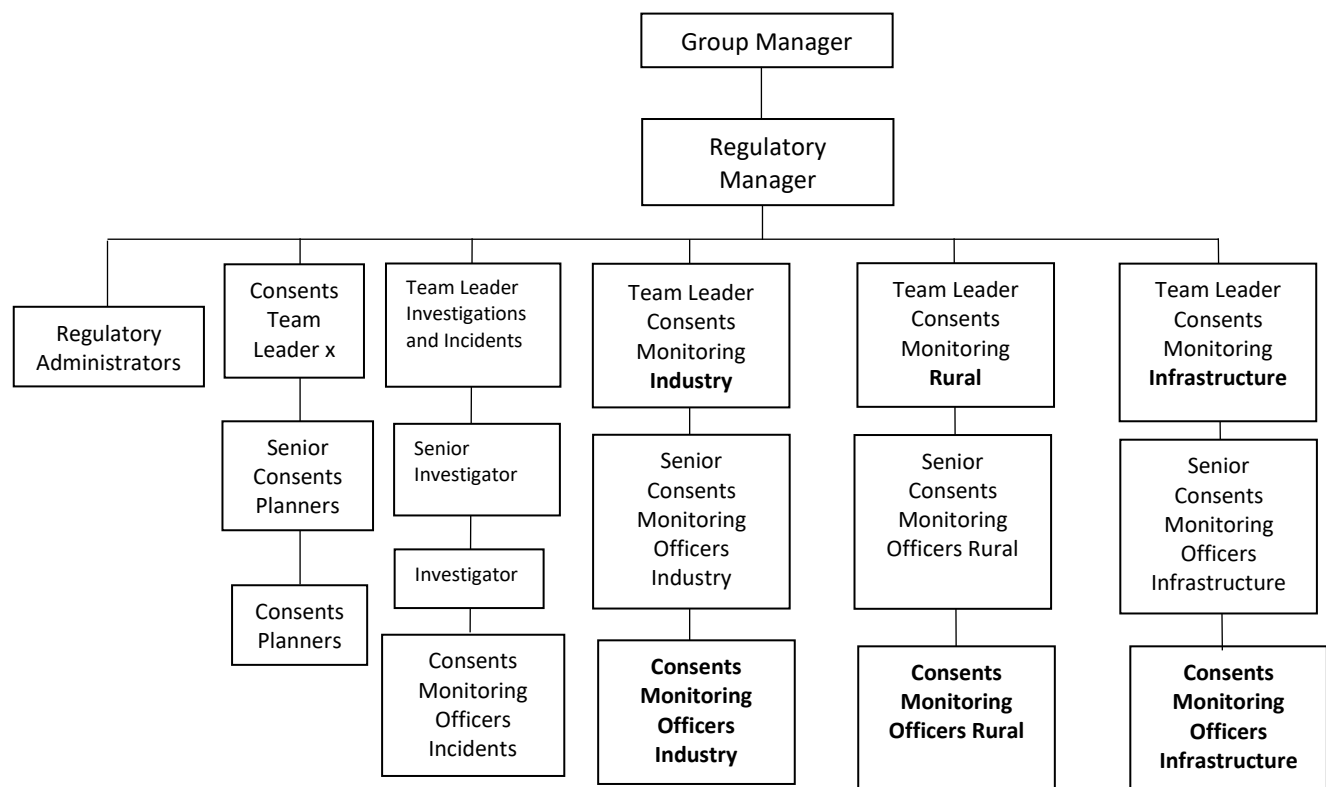 Group Manager
Regulatory
Manager
Regulatory
Administrators
Consents
Team
Leader x
Senior
Consents
Planners
Consents
Planners
Team Leader
Investigations
and Incidents
Senior
Investigator
Investigator
Consents
Monitoring
Officers
Incidents
Team Leader
Consents
Monitoring
Industry
Senior
Consents
Monitoring
Officers
Industry
Consents
Monitoring
Officers
Industry
Team Leader
Consents
Monitoring
Rural
Senior
Consents
Monitoring
Officers Rural
Consents
Monitoring
Officers Rural
Team Leader
Consents
Monitoring
Infrastructure
Senior
Consents
Monitoring
Officers
Infrastructure
Consents
Monitoring
Officers
Infrastructure